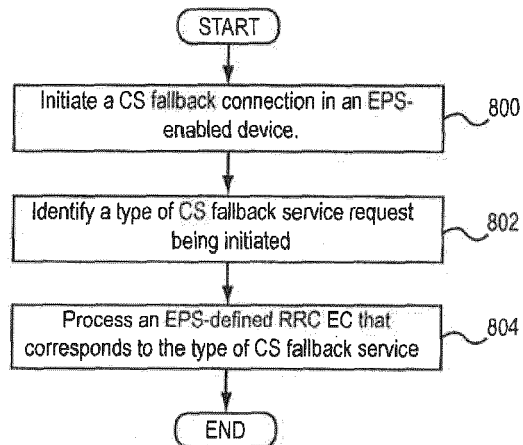 START
Initiate a CS fallback connection in an EPS-
enabled device.
800
Identify a type of CS fallback service request
being initiated
802
Process an EPS-defined RRC EC that
corresponds to the type of CS fallback service
804
END